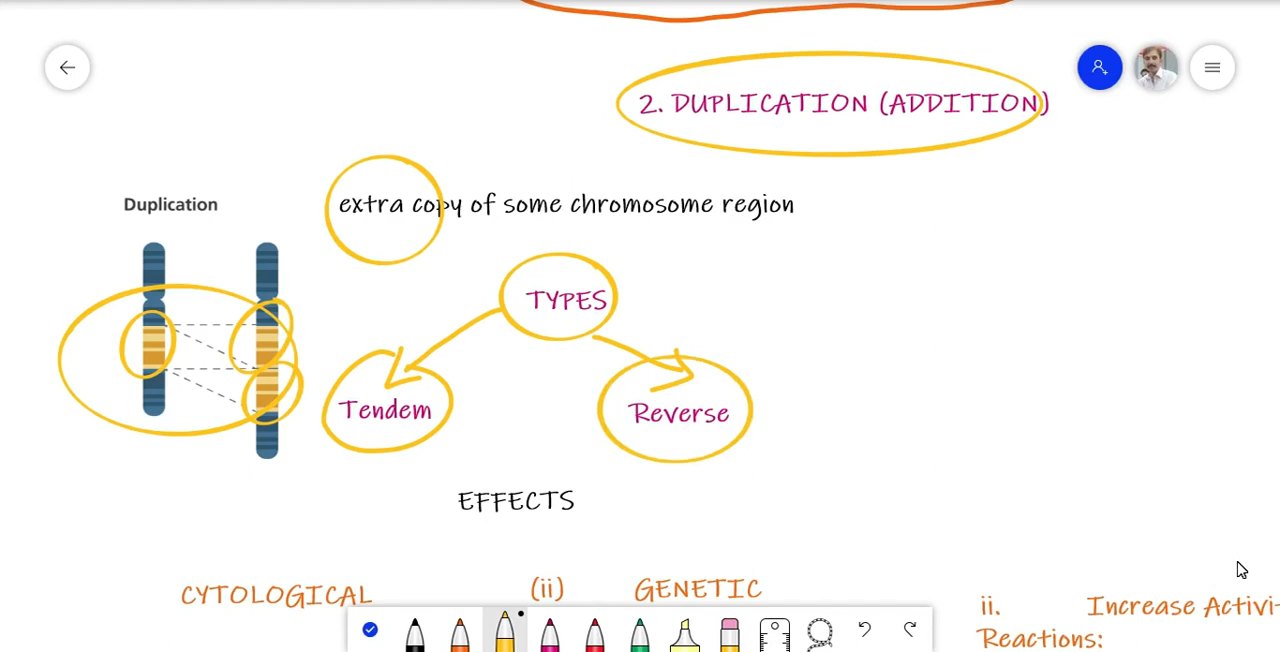 2. DUPLICATION (ADDITION)
Duplication
extra copy of some chromosome region
TYPES
Tendem
Reverse
EFFECTS
CYTOLOGICAL (ii) GENETIC
ii. Increase Activi
Reactions: